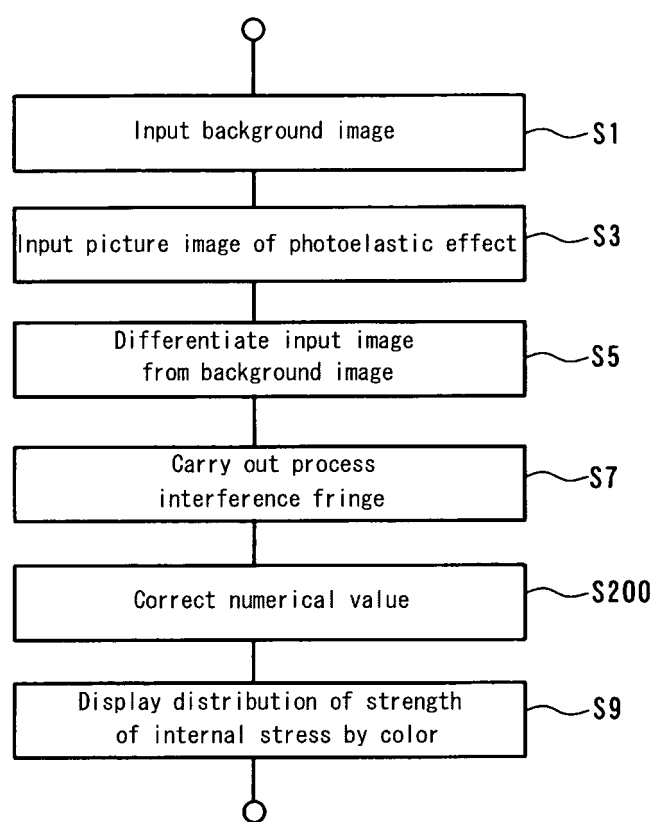 Input background image
S1
Input picture image of photoelastic effect
S3
Differentiate input image
from background image
S5
Carry out process
interference fringe
S7
Correct numerical value
S200
Display distribution of strength
of internal stress by color
S9